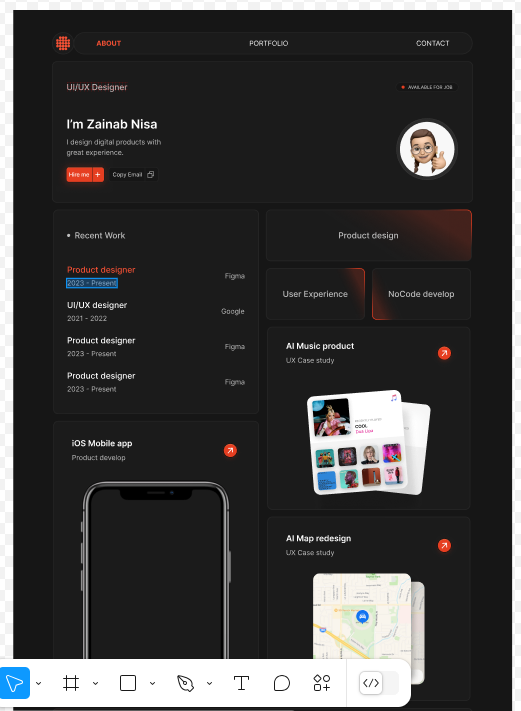 ABOUT
PORTFOLIO
CONTACT
UI/UX Designer
AVAILABLE FOR JOB
I'm Zainab Nisa
I design digital products with
great experience.
Hire me +
Copy Email
Recent Work
Product designer
2023 - Present
Figma
UI/UX designer
2021 - 2022
Google
Product designer
2023 - Present
Figma
Product designer
2023 - Present
Figma
Product design
User Experience
NoCode develop
AI Music product
UX Case study
COOL
Dua Lipa
iOS Mobile app
Product develop
AI Map redesign
UX Case study